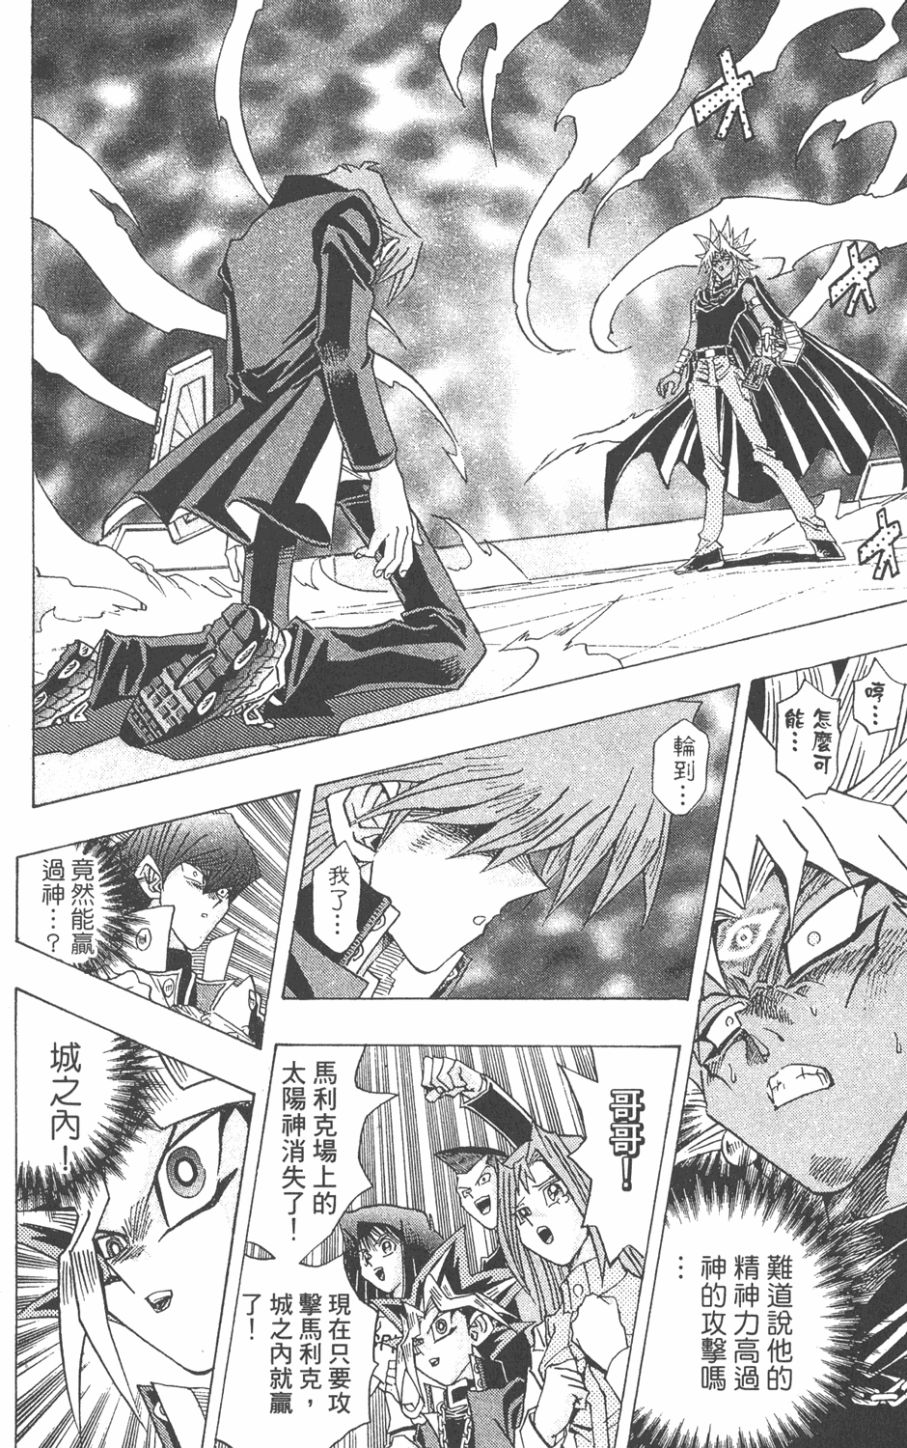 オ
オ
オ
哼…
怎麼可
能…
輪到…
我了…
竟然能贏
過神…？
難道說他的
精神力高過
神的攻擊嗎
…
哥哥！
馬利克場上的
太陽神消失了！
現在只要攻
擊馬利克，
城之內就贏
了！
城之內！